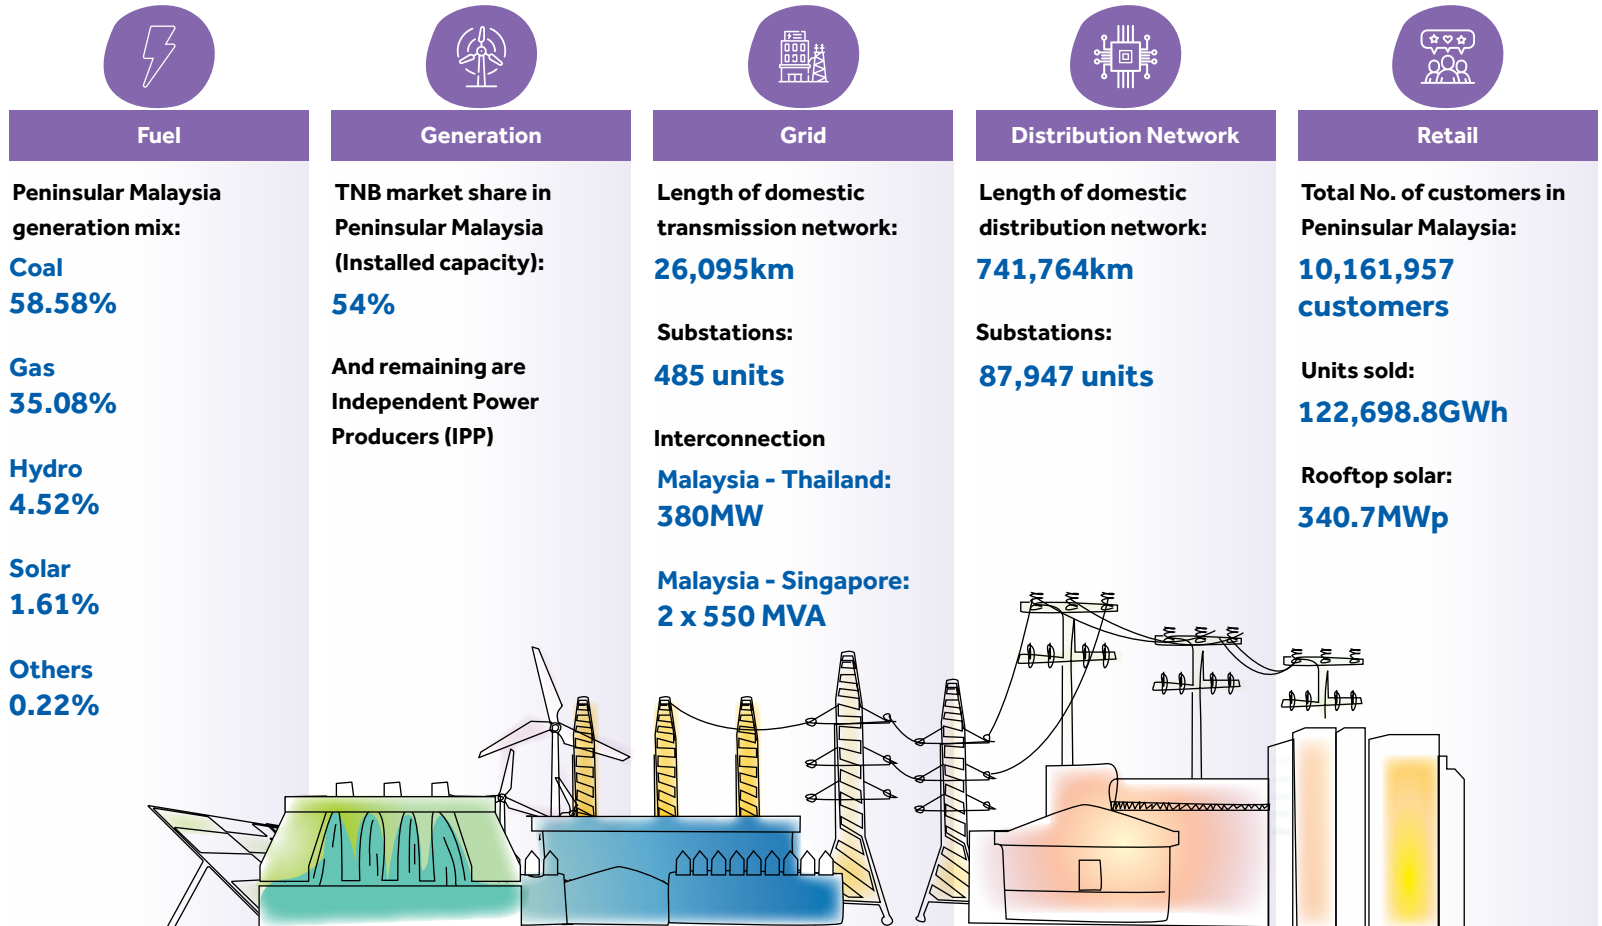 Fuel
Peninsular Malaysia
generation mix:
Coal
58.58%
Gas
35.08%
Hydro
4.52%
Solar
1.61%
Others
0.22%
Generation
TNB market share in
Peninsular Malaysia
(Installed capacity):
54%
And remaining are
Independent Power
Producers (IPP)
Grid
Length of domestic
transmission network:
26,095km
Substations:
485 units
Interconnection
Malaysia - Thailand:
380MW
Malaysia - Singapore:
2 x 550 MVA
Distribution Network
Length of domestic
distribution network:
741,764km
Substations:
87,947 units
Retail
Total No. of customers in
Peninsular Malaysia:
10,161,957
customers
Units sold:
122,698.8GWh
Rooftop solar:
340.7MWp